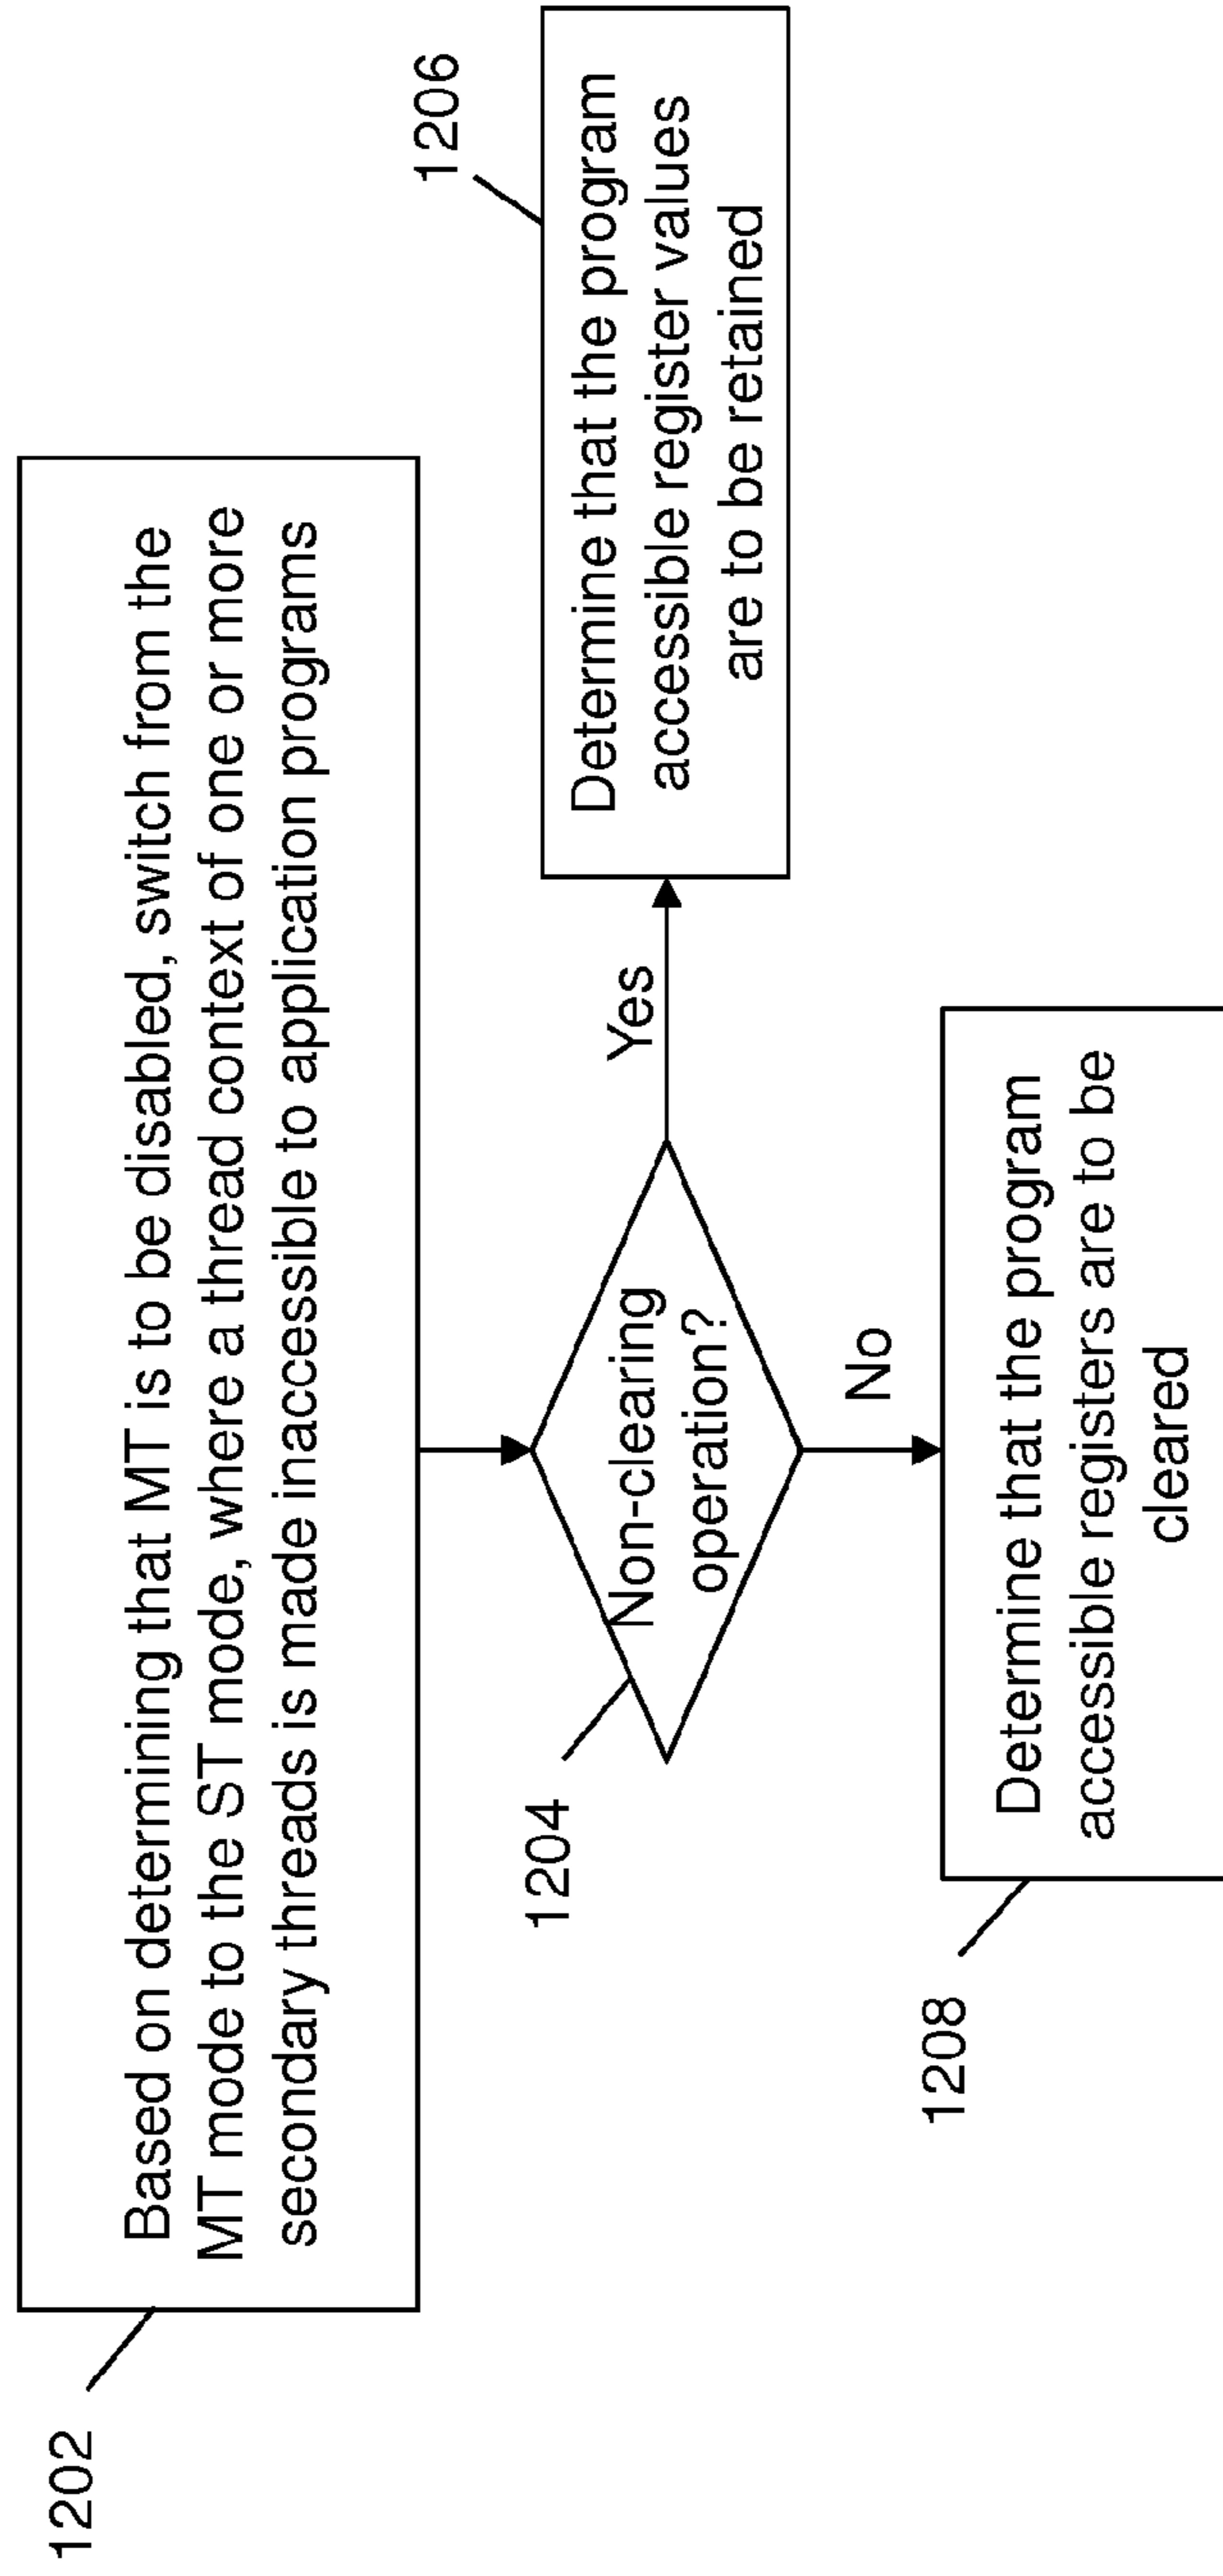 1202
Based on determining that MT is to be disabled, switch from the
MT mode to the ST mode, where a thread context of one or more
secondary threads is made inaccessible to application programs
1204
Non-clearing
operation?
Yes
1206
Determine that the program
accessible register values
are to be retained
No
1208
Determine that the program
accessible registers are to be
cleared